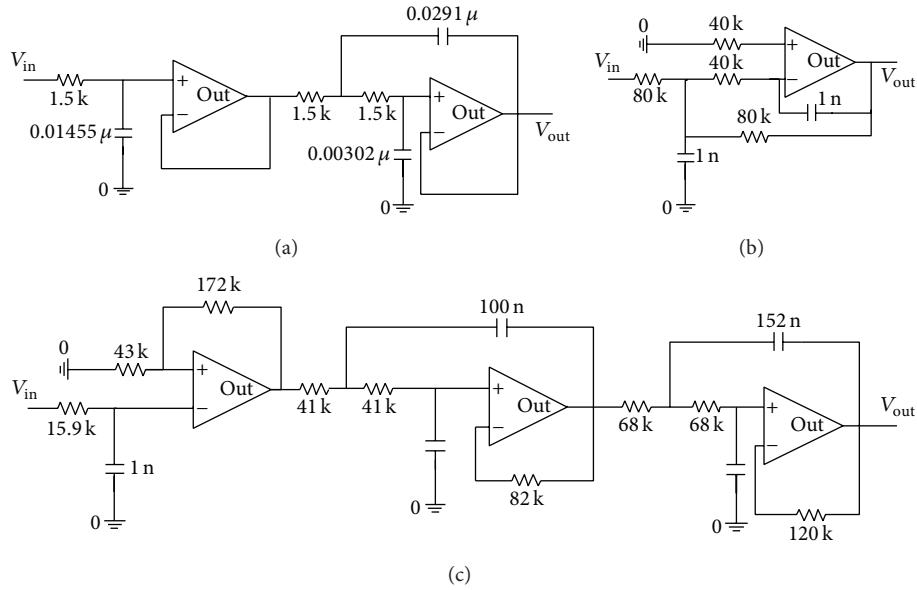 0.0291 μ
V_in
1.5 k
+
−
Out
1.5 k
1.5 k
+
−
Out
V_out
0.01455 μ
0.00302 μ
0
0
(a)
0
40 k
V_in
40 k
+
−
Out
V_out
80 k
1 n
80 k
1 n
0
(b)
172 k
100 n
152 n
0
43 k
V_in
+
−
Out
15.9 k
1 n
0
41 k
41 k
+
−
Out
82 k
0
68 k
68 k
+
−
Out
V_out
120 k
0
(c)